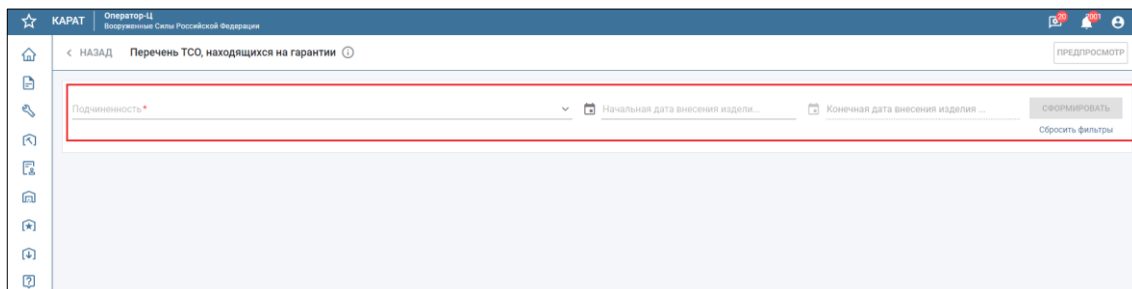 КАРАТ
Оператор-Ц
Вооруженные Силы Российской Федерации
20
2001
< НАЗАД
Перечень ТСО, находящихся на гарантии
ПРЕДПРОСМОТР
Подчиненность*
Начальная дата внесения издели...
Конечная дата внесения изделия ...
СФОРМИРОВАТЬ
Сбросить фильтры